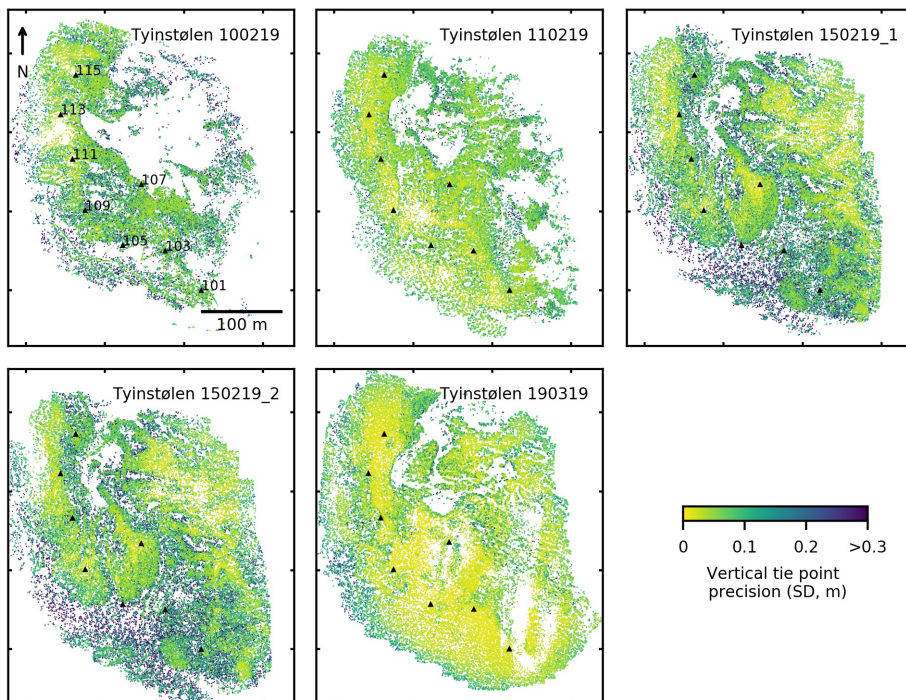 Tyinstølen 100219
N
115
113
111
107
109
105
103
101
100 m
Tyinstølen 110219
Tyinstølen 150219_1
Tyinstølen 150219_2
Tyinstølen 190319
0 0.1 0.2 >0.3
Vertical tie point
precision (SD, m)